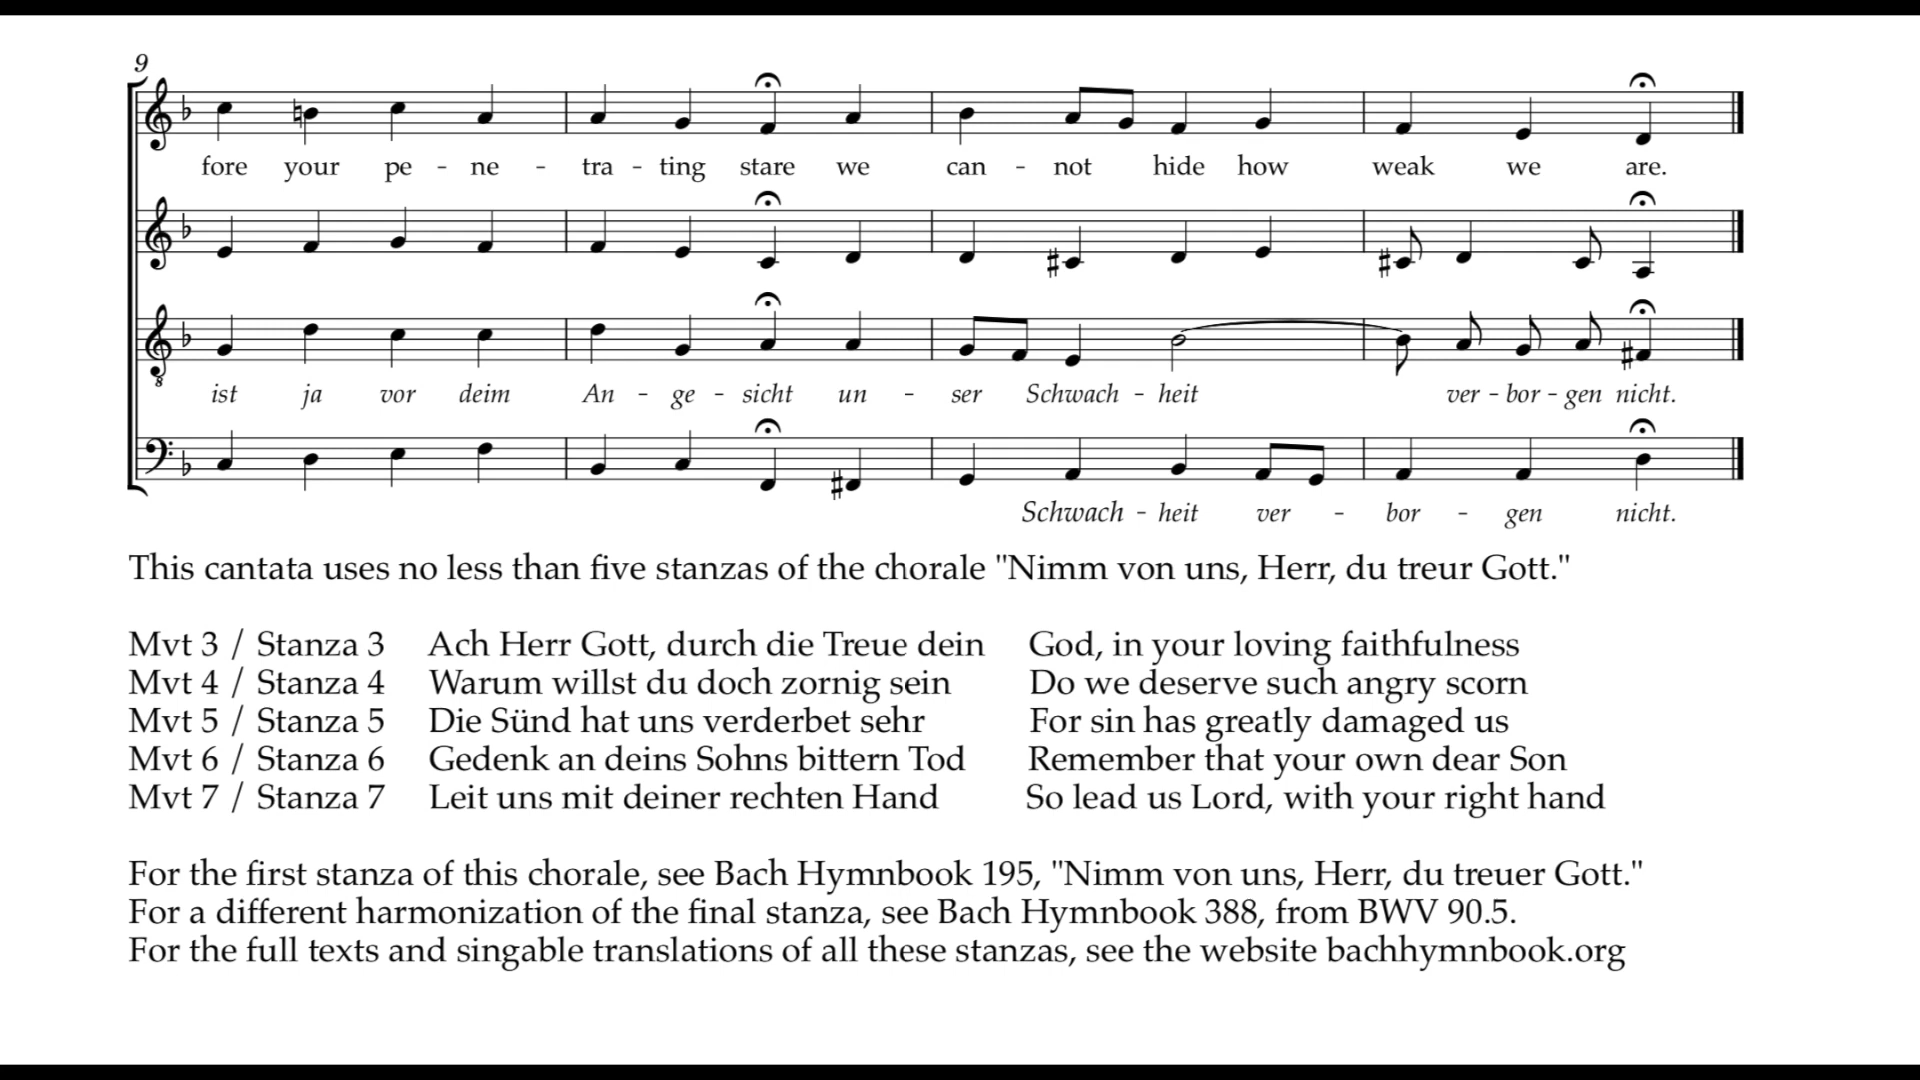 9
fore your pe - ne - tra - ting stare we can - not hide how weak we are.
8
ist ja vor deim An - ge - sicht un - ser Schwach - heit ver - bor - gen nicht.
Schwach - heit ver - bor - gen nicht.
This cantata uses no less than five stanzas of the chorale "Nimm von uns, Herr, du treur Gott."
Mvt 3 / Stanza 3 Ach Herr Gott, durch die Treue dein God, in your loving faithfulness
Mvt 4 / Stanza 4 Warum willst du doch zornig sein Do we deserve such angry scorn
Mvt 5 / Stanza 5 Die Sünd hat uns verderbet sehr For sin has greatly damaged us
Mvt 6 / Stanza 6 Gedenk an deins Sohns bittern Tod Remember that your own dear Son
Mvt 7 / Stanza 7 Leit uns mit deiner rechten Hand So lead us Lord, with your right hand
For the first stanza of this chorale, see Bach Hymnbook 195, "Nimm von uns, Herr, du treuer Gott."
For a different harmonization of the final stanza, see Bach Hymnbook 388, from BWV 90.5.
For the full texts and singable translations of all these stanzas, see the website bachhymnbook.org